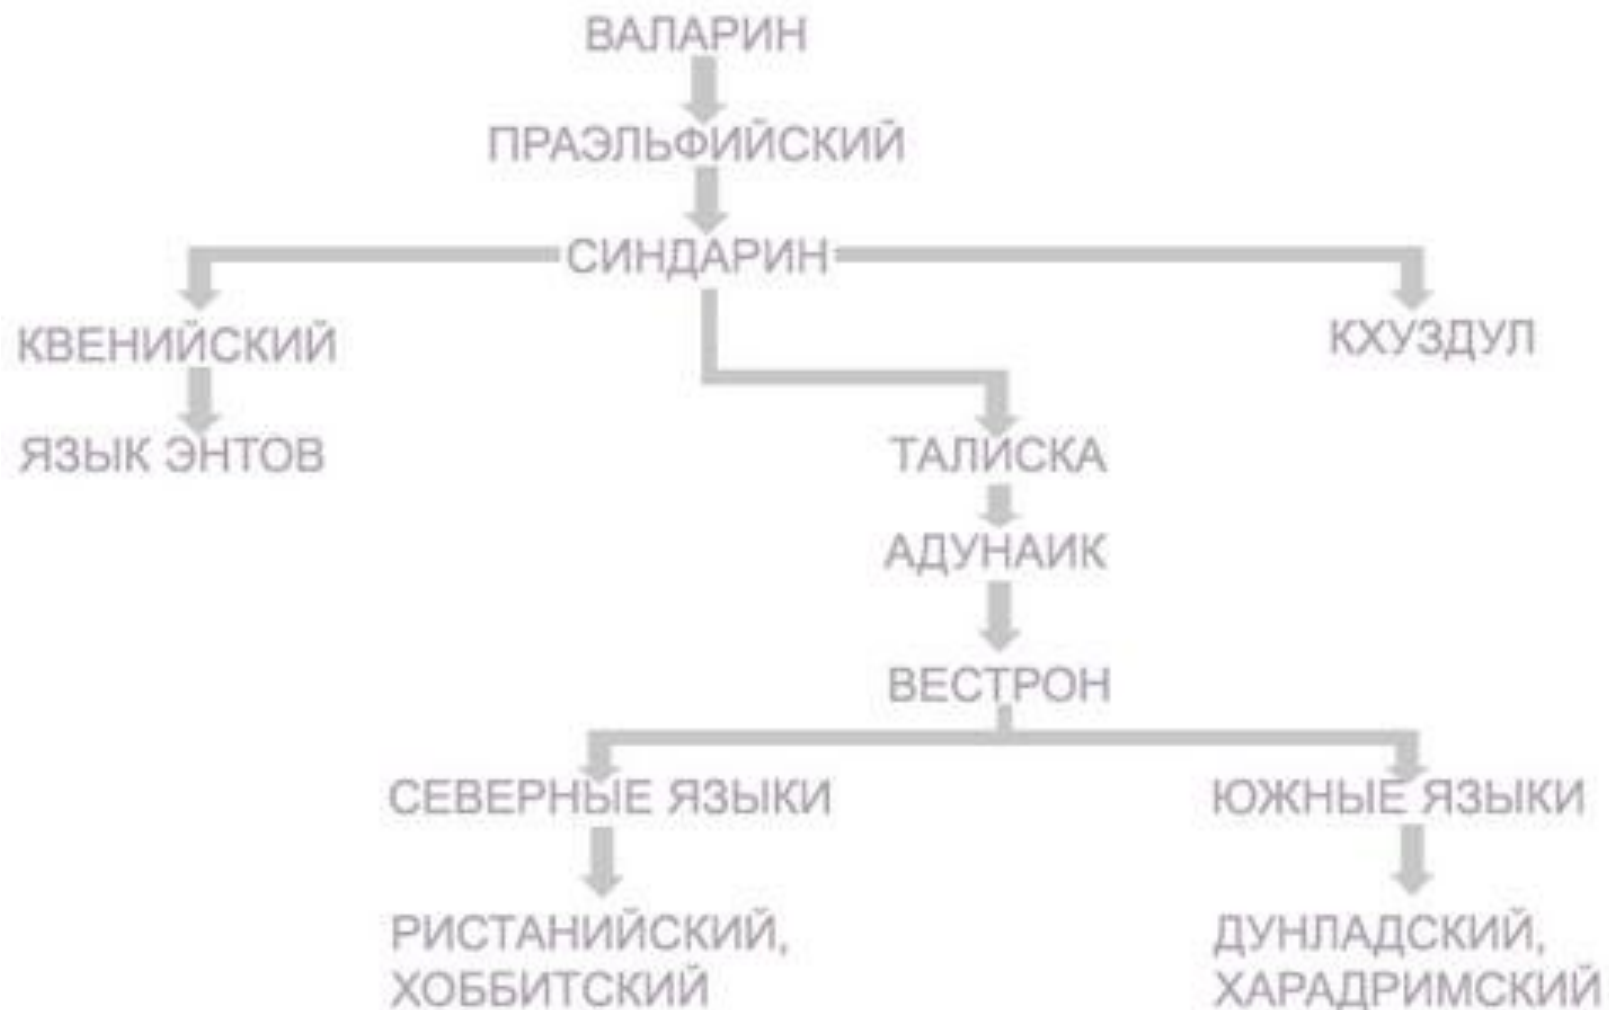 ВАЛАРИН
ПРАЭЛЬФИЙСКИЙ
СИНДАРИН
КВЕНИЙСКИЙ
КХУЗДУЛ
ЯЗЫК ЭНТОВ
ТАЛИСКА
АДУНАИК
ВЕСТРОН
СЕВЕРНЫЕ ЯЗЫКИ
ЮЖНЫЕ ЯЗЫКИ
РИСТАНИЙСКИЙ,
ХОББИТСКИЙ
ДУНЛАДСКИЙ,
ХАРАДРИМСКИЙ